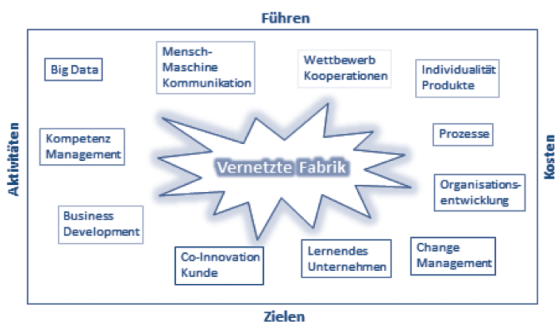 Führen
Big Data
Mensch-
Maschine
Kommunikation
Wettbewerb
Kooperationen
Individualität
Produkte
Aktivitäten
Kompetenz
Management
Vernetzte Fabrik
Prozesse
Kosten
Organisations-
entwicklung
Business
Development
Co-Innovation
Kunde
Lernendes
Unternehmen
Change
Management
Zielen